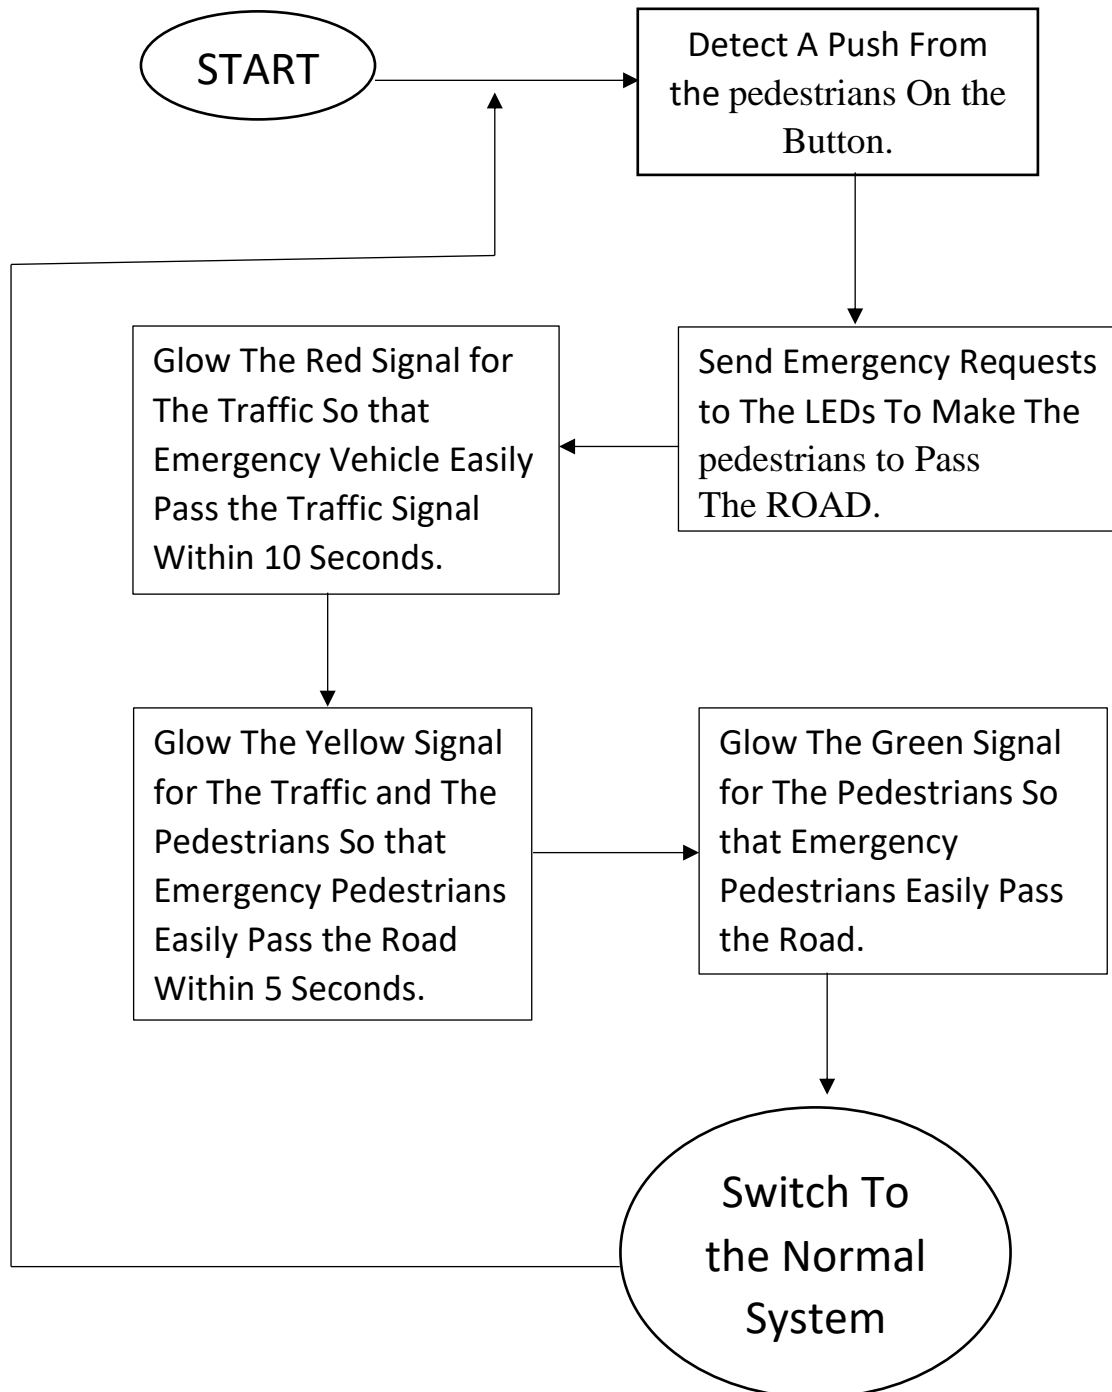 START
Detect A Push From
the pedestrians On the
Button.
Send Emergency Requests
to The LEDs To Make The
pedestrians to Pass
The ROAD.
Glow The Red Signal for
The Traffic So that
Emergency Vehicle Easily
Pass the Traffic Signal
Within 10 Seconds.
Glow The Yellow Signal
for The Traffic and The
Pedestrians So that
Emergency Pedestrians
Easily Pass the Road
Within 5 Seconds.
Glow The Green Signal
for The Pedestrians So
that Emergency
Pedestrians Easily Pass
the Road.
Switch To
the Normal
System